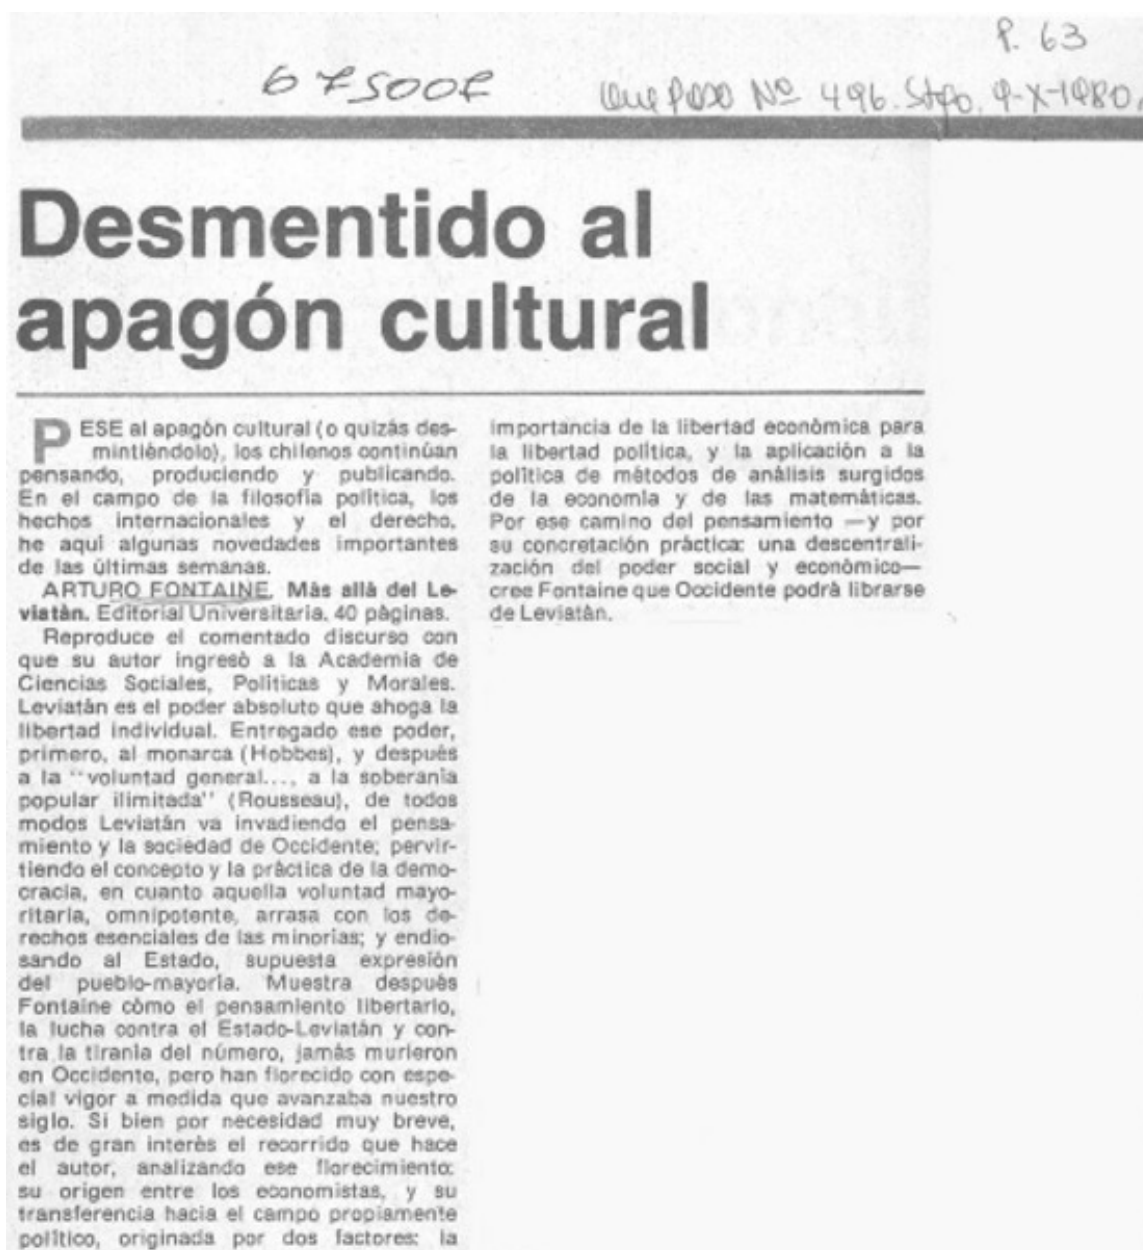 P. 63
675007
Que Pasa Nº 496. Stgo. 9-X-1980.
Desmentido al
apagón cultural
PESE al apagón cultural (o quizás des-
mintiéndolo), los chilenos continúan
pensando, produciendo y publicando.
En el campo de la filosofía política, los
hechos internacionales y el derecho,
he aquí algunas novedades importantes
de las últimas semanas.
ARTURO FONTAINE. Más allá del Le-
viatán. Editorial Universitaria. 40 páginas.
Reproduce el comentado discurso con
que su autor ingresó a la Academia de
Ciencias Sociales, Políticas y Morales.
Leviatán es el poder absoluto que ahoga la
libertad individual. Entregado ese poder,
primero, al monarca (Hobbes), y después
a la "voluntad general..., a la soberanía
popular ilimitada" (Rousseau), de todos
modos Leviatán va invadiendo el pensa-
miento y la sociedad de Occidente; pervir-
tiendo el concepto y la práctica de la demo-
cracia, en cuanto aquella voluntad mayo-
ritaria, omnipotente, arrasa con los de-
rechos esenciales de las minorías; y endio-
sando al Estado, supuesta expresión
del pueblo-mayoría. Muestra después
Fontaine cómo el pensamiento libertario,
la lucha contra el Estado-Leviatán y con-
tra la tiranía del número, jamás murieron
en Occidente, pero han florecido con espe-
cial vigor a medida que avanzaba nuestro
siglo. Si bien por necesidad muy breve,
es de gran interés el recorrido que hace
el autor, analizando ese florecimiento:
su origen entre los economistas, y su
transferencia hacia el campo propiamente
político, originada por dos factores: la
importancia de la libertad económica para
la libertad política, y la aplicación a la
política de métodos de análisis surgidos
de la economía y de las matemáticas.
Por ese camino del pensamiento —y por
su concretación práctica: una descentrali-
zación del poder social y económico—
cree Fontaine que Occidente podrá librarse
de Leviatán.